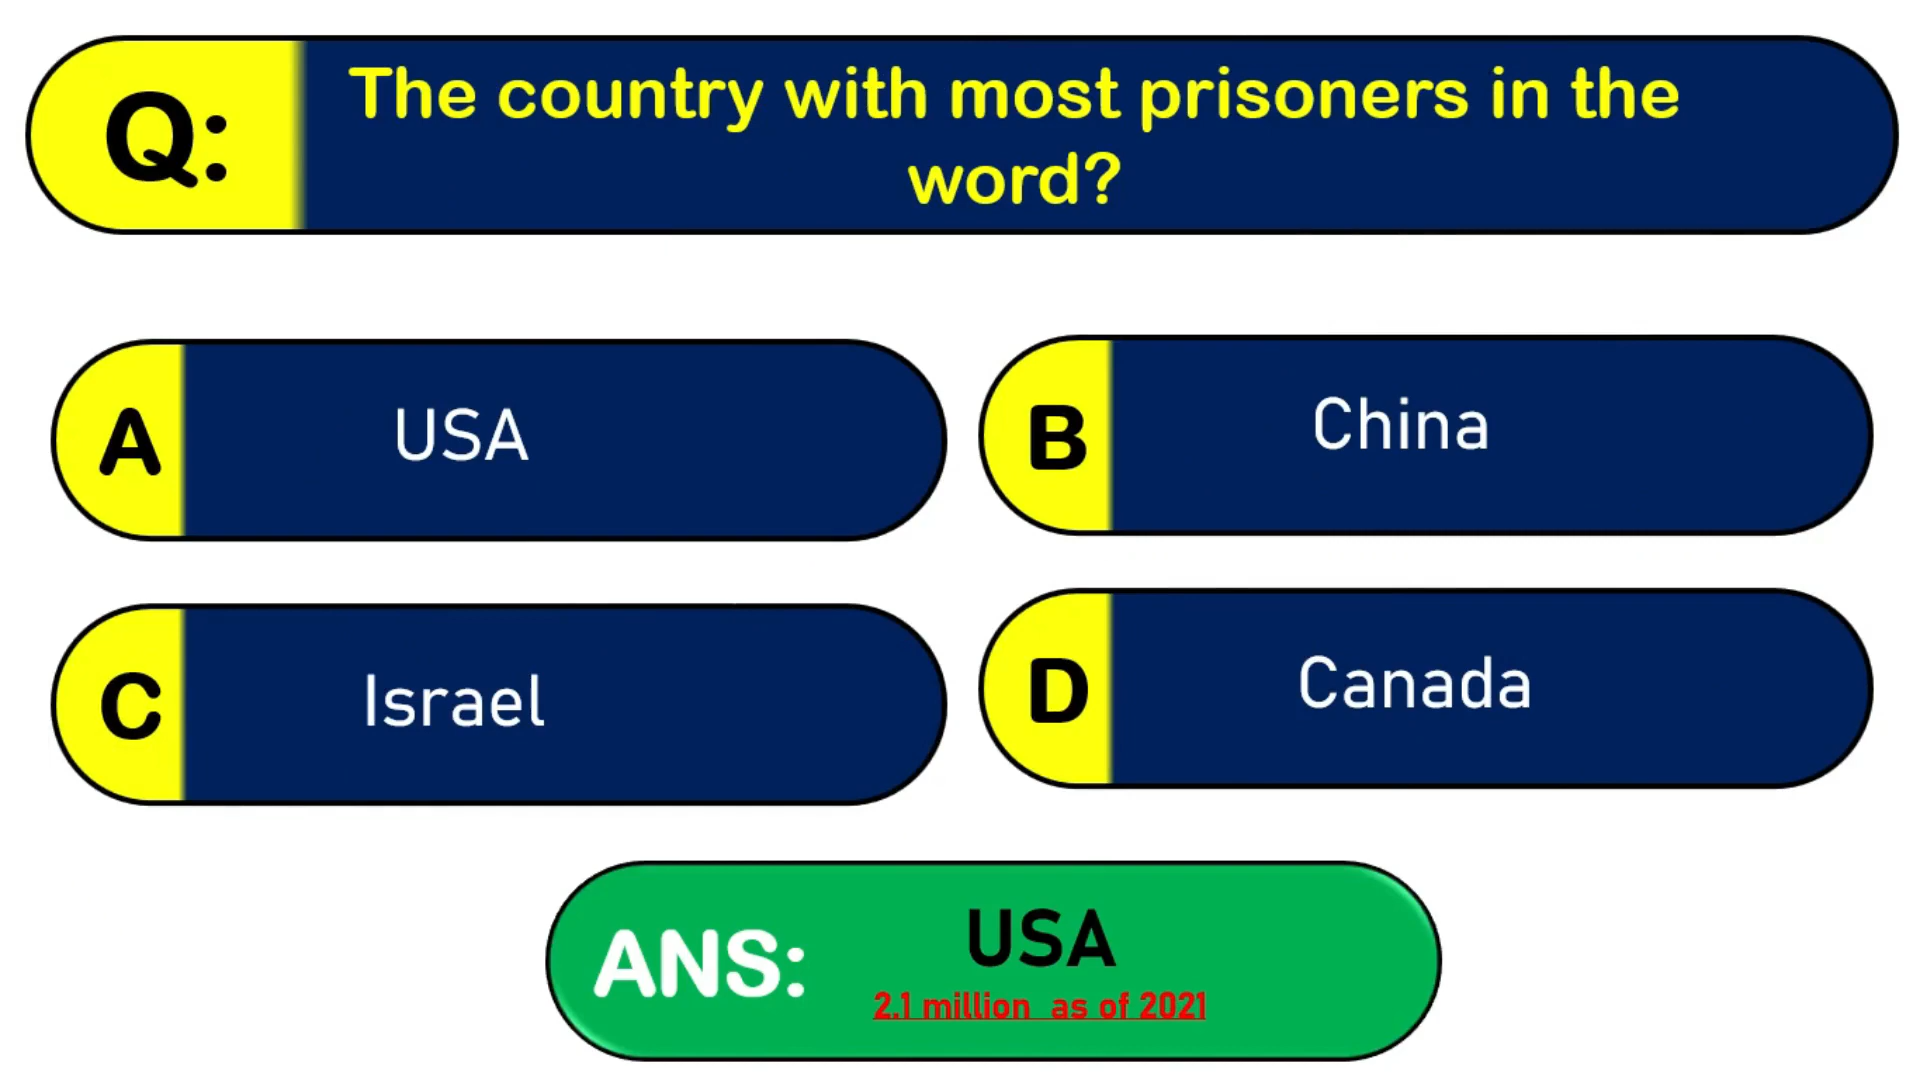 Q:
The country with most prisoners in the
word?
A
USA
B
China
C
Israel
D
Canada
ANS:
USA
2.1 million as of 2021